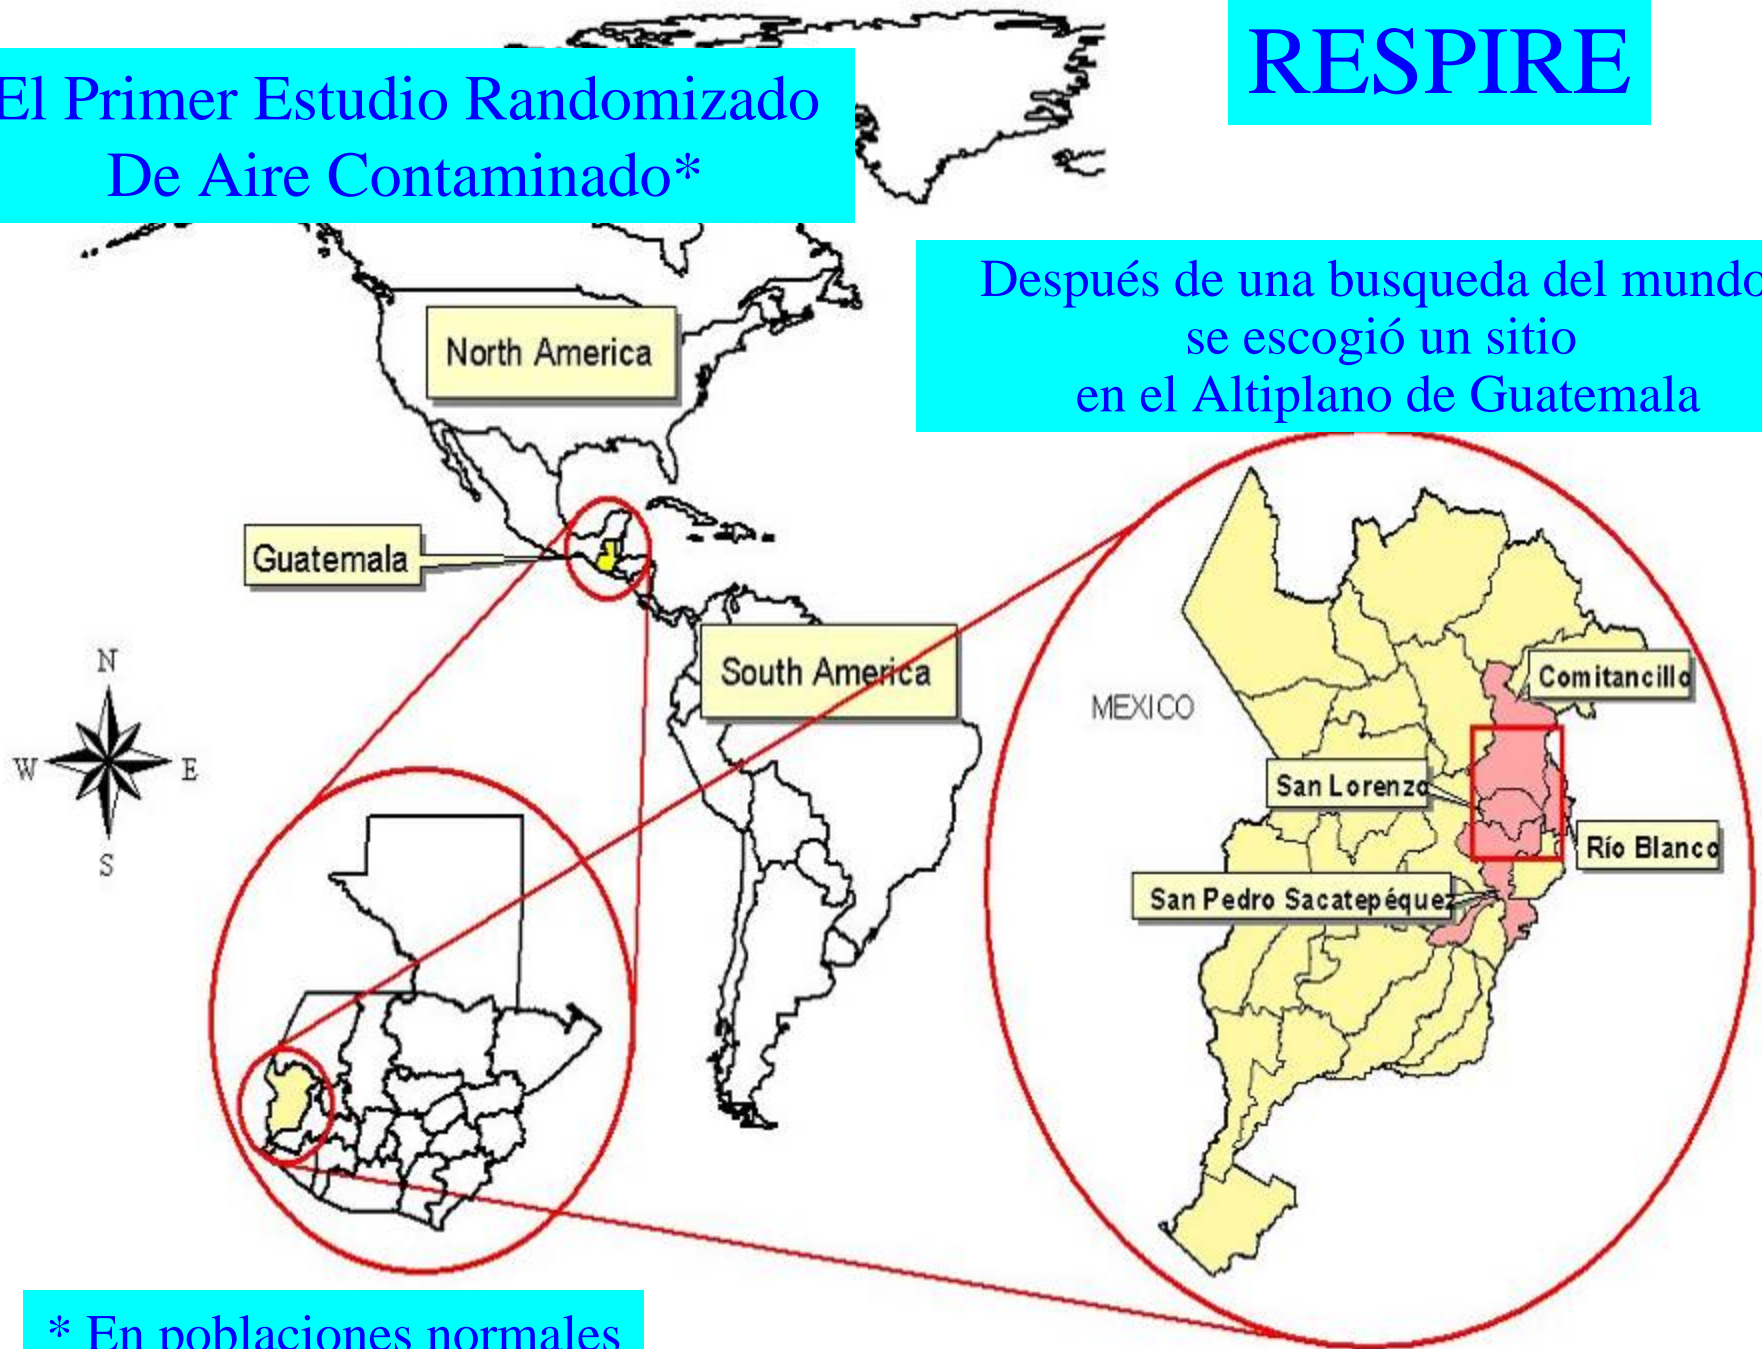 RESPIRE
El Primer Estudio Randomizado
De Aire Contaminado*
Después de una busqueda del mundo
se escogió un sitio
en el Altiplano de Guatemala
North America
Guatemala
South America
N
W
E
S
MEXICO
Comitancillo
San Lorenzo
Río Blanco
San Pedro Sacatepéquez
* En poblaciones normales